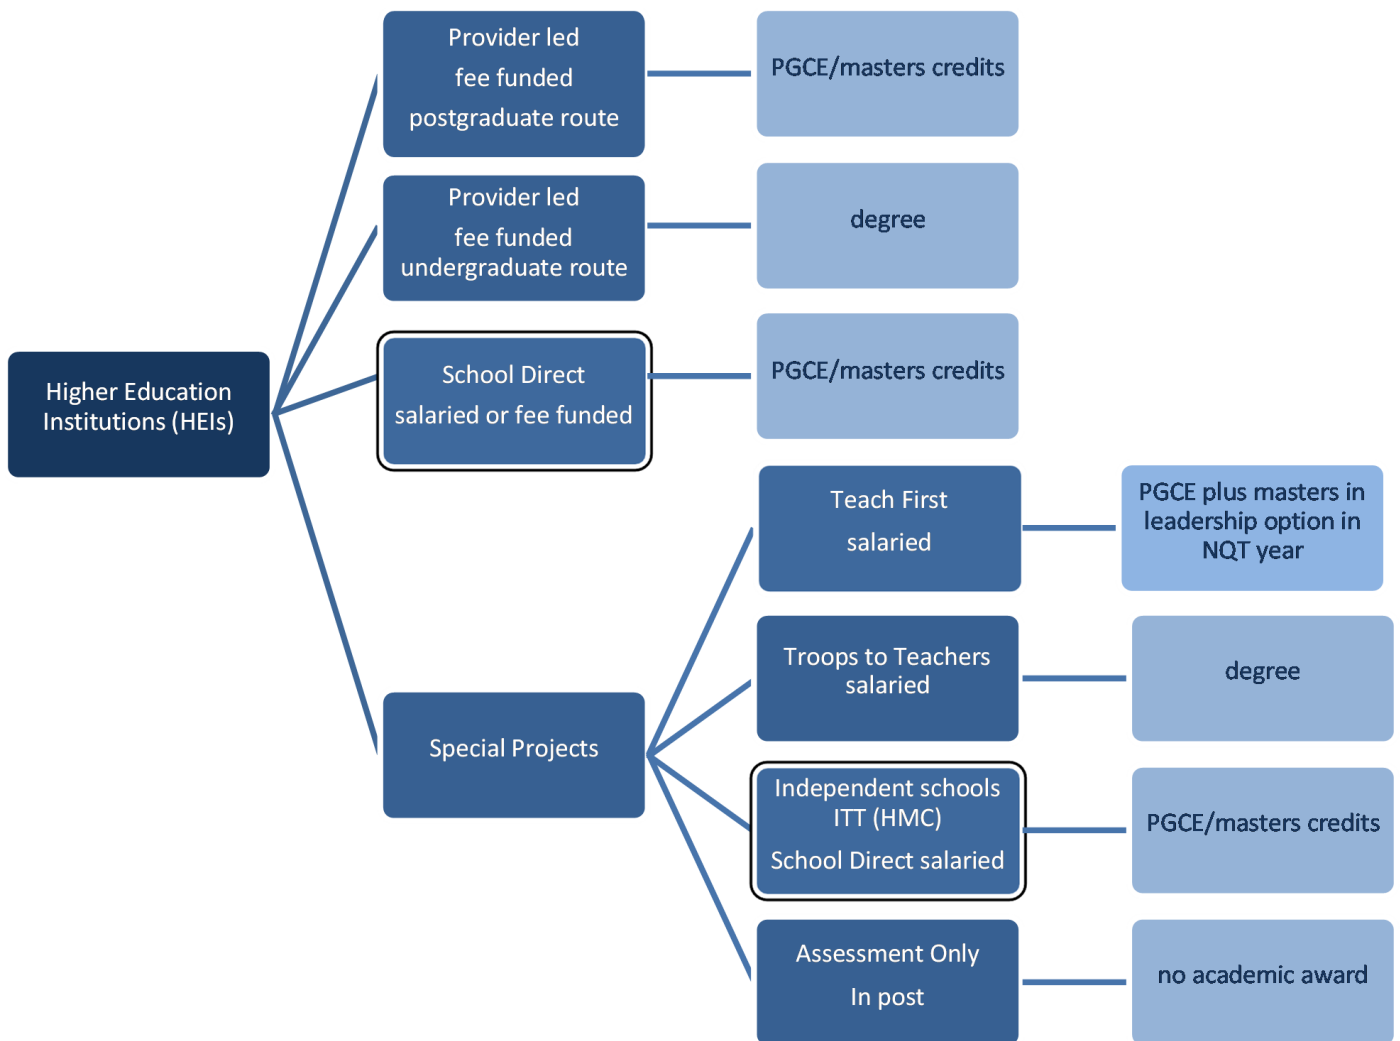 Provider led
fee funded
postgraduate route
PGCE/masters credits
Provider led
fee funded
undergraduate route
degree
Higher Education
Institutions (HEIs)
School Direct
salaried or fee funded
PGCE/masters credits
Special Projects
Teach First
salaried
PGCE plus masters in
leadership option in
NQT year
Troops to Teachers
salaried
degree
Independent schools
ITT (HMC)
School Direct salaried
PGCE/masters credits
Assessment Only
In post
no academic award